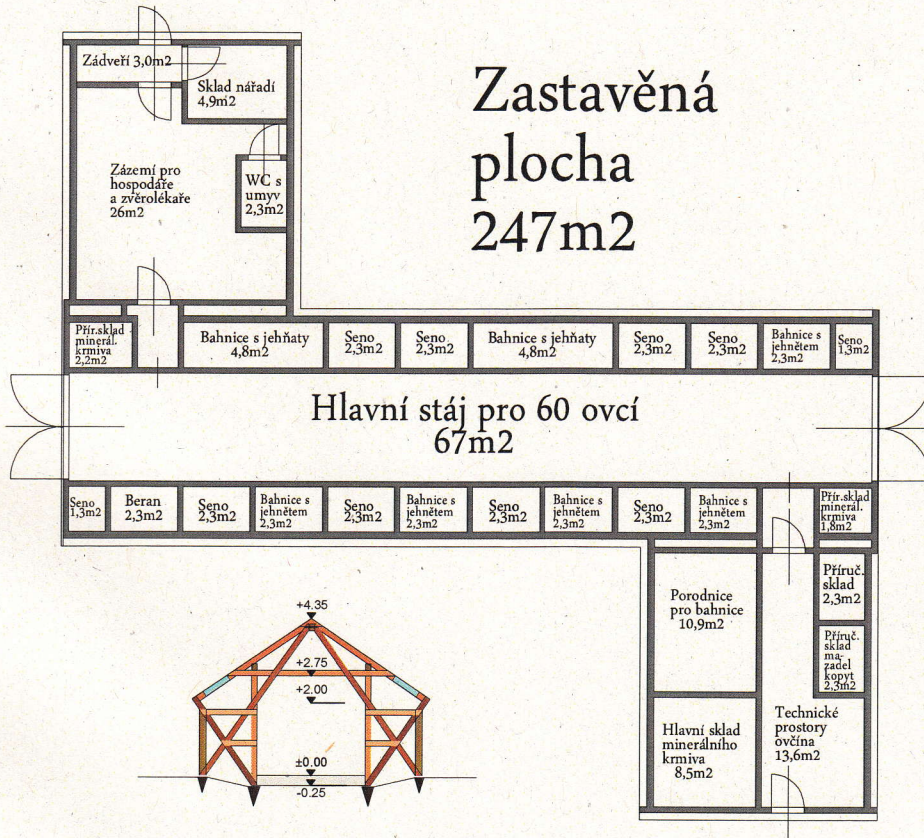 Zádveří 3,0m2
Sklad nářadí
4,9m2
Zastavěná
plocha
247m2
Zázemí pro
hospodáře
a zvěrolékaře
26m2
WC s
umyv
2,3m2
Přír.sklad
minerál.
krmiva
2,2m2
Bahnice s jehňaty
4,8m2
Seno
2,3m2
Seno
2,3m2
Bahnice s jehňaty
4,8m2
Seno
2,3m2
Seno
2,3m2
Bahnice s
jehnětem
2,3m2
Seno
1,3m2
Hlavní stáj pro 60 ovcí
67m2
Seno
1,3m2
Beran
2,3m2
Seno
2,3m2
Bahnice s
jehnětem
2,3m2
Seno
2,3m2
Bahnice s
jehnětem
2,3m2
Seno
2,3m2
Bahnice s
jehnětem
2,3m2
Seno
2,3m2
Bahnice s
jehnětem
2,3m2
Přír.sklad
minerál.
krmiva
1,8m2
Porodnice
pro bahnice
10,9m2
Příruč.
sklad
2,3m2
Příruč.
sklad
ma-
zadel
kopyt
2,3m2
Hlavní sklad
minerálního
krmiva
8,5m2
Technické
prostory
ovčína
13,6m2
+4.35
+2.75
+2.00
±0.00
-0.25